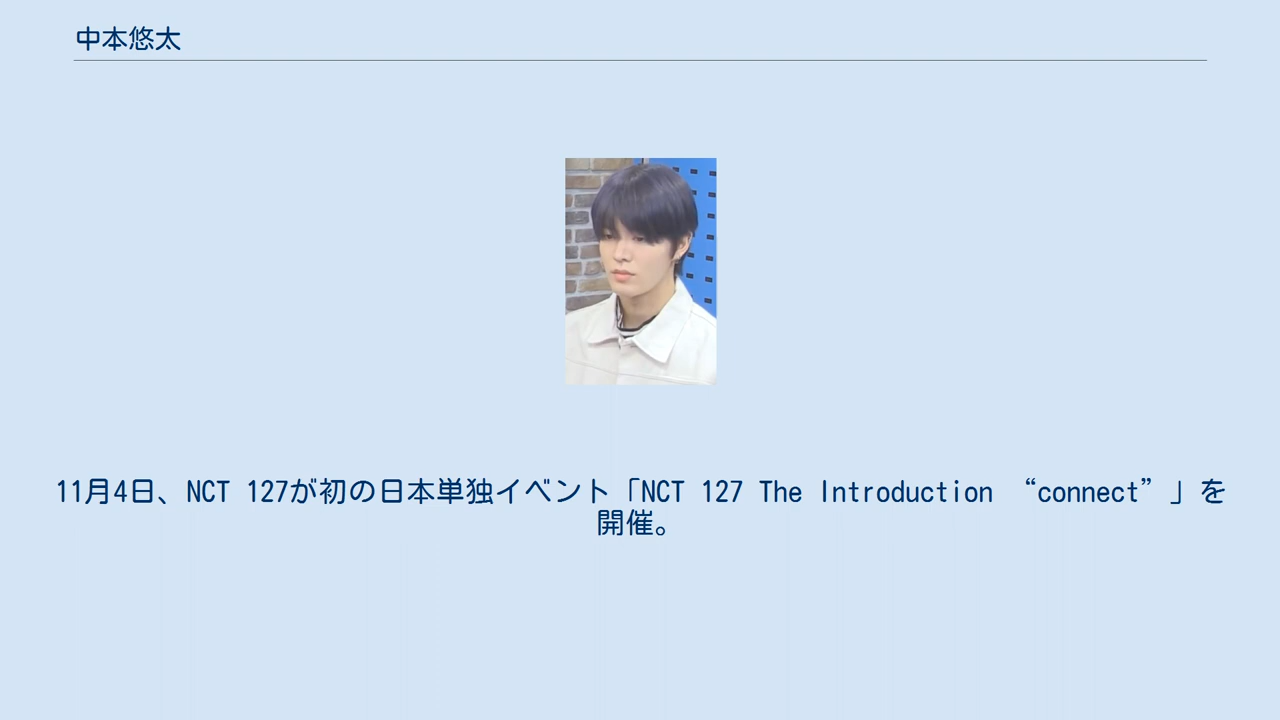 中本悠太
11月4日、NCT 127が初の日本単独イベント「NCT 127 The Introduction “connect”」を
開催。